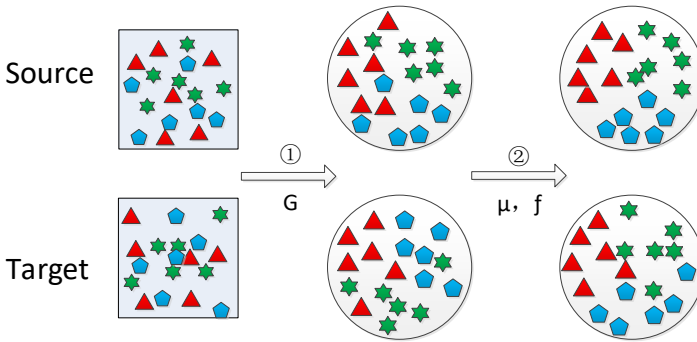 Source
① ②
G μ, f
Target